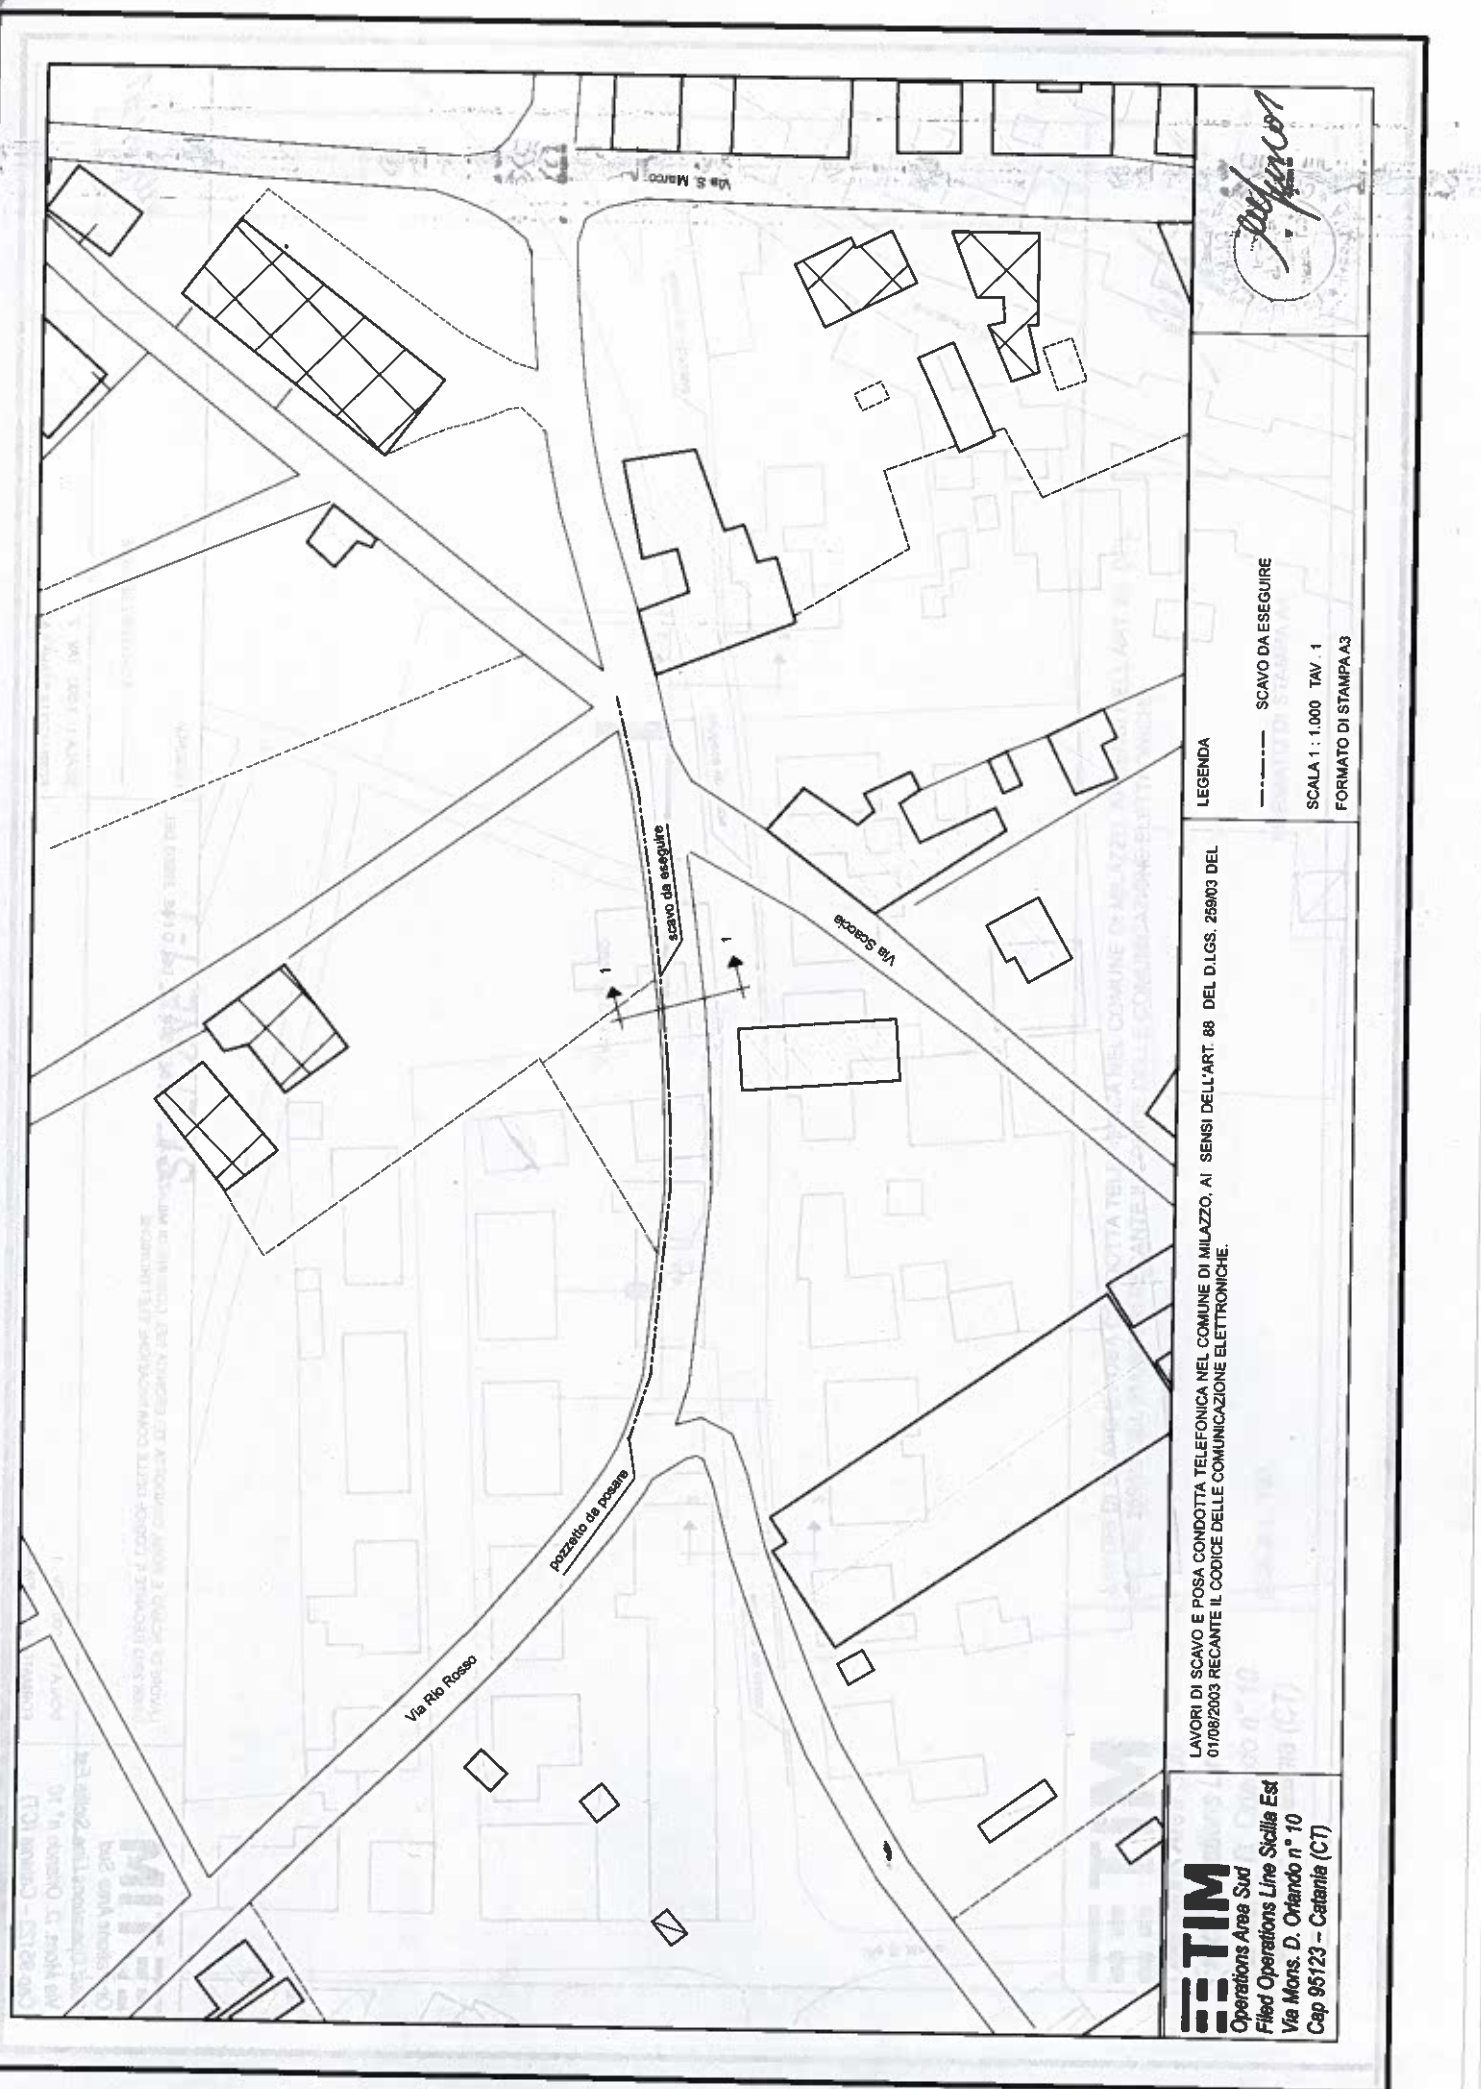 Via S. Marco
scavo da eseguire
1
1
Via Scaccia
pozzetto da posare
Via Rio Rosso
TIM
Operations Area Sud
Filed Operations Line Sicilia Est
Via Mons. D. Orlando n° 10
Cap 95123 – Catania (CT)
LAVORI DI SCAVO E POSA CONDOTTA TELEFONICA NEL COMUNE DI MILAZZO, AI SENSI DELL'ART. 88 DEL D.LGS. 259/03 DEL
01/08/2003 RECANTE IL CODICE DELLE COMUNICAZIONE ELETTRONICHE.
LEGENDA
SCAVO DA ESEGUIRE
SCALA 1 : 1.000 TAV. 1
FORMATO DI STAMPA A3